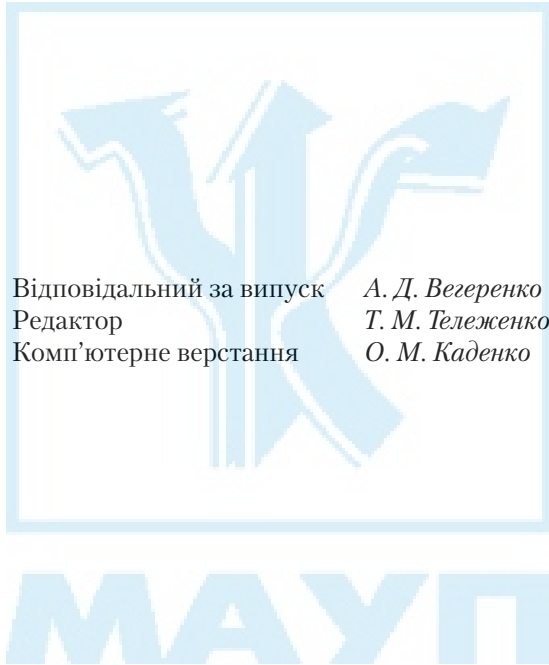 Відповідальний за випуск А. Д. Вегеренко
Редактор Т. М. Тележенко
Комп’ютерне верстання О. М. Каденко
МАУП